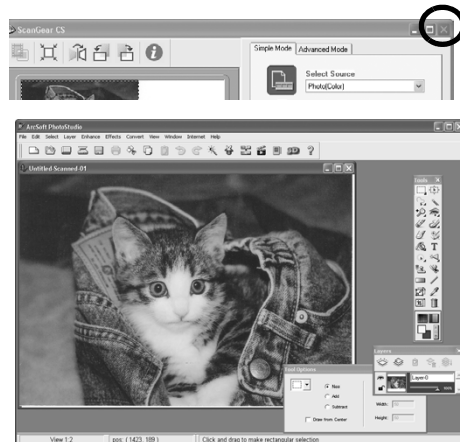 ScanGear CS
Simple Mode Advanced Mode
Select Source
Photo(Color)
ArcSoft PhotoStudio
File Edit Select Layer Enhance Effects Convert View Window Internet Help
Untitled Scanned-01
Tools
Layers
Layer-0
Tool Options
New
Add
Subtract
Draw from Center
Width:
Height:
View 1:2 pos: ( 1423, 189 ) Click and drag to make rectangular selection